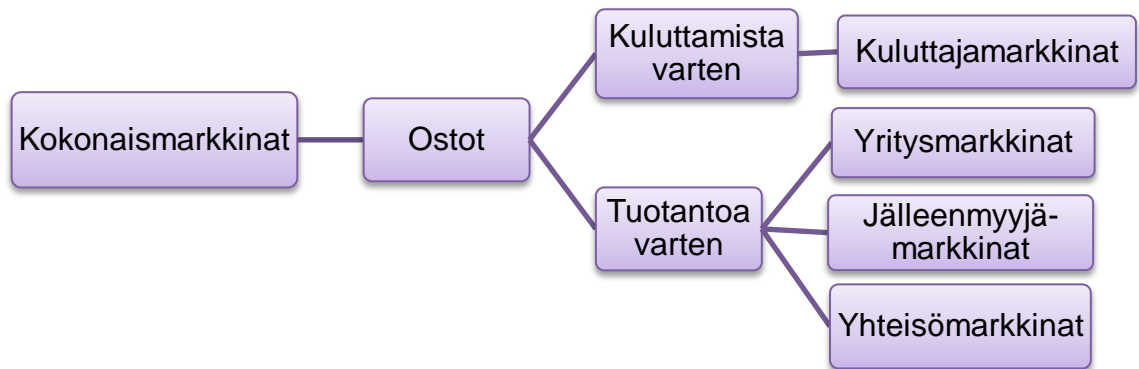 Kokonaismarkkinat
Ostot
Kuluttamista
varten
Kuluttajamarkkinat
Tuotantoa
varten
Yritysmarkkinat
Jälleenmyyjä-
markkinat
Yhteisömarkkinat